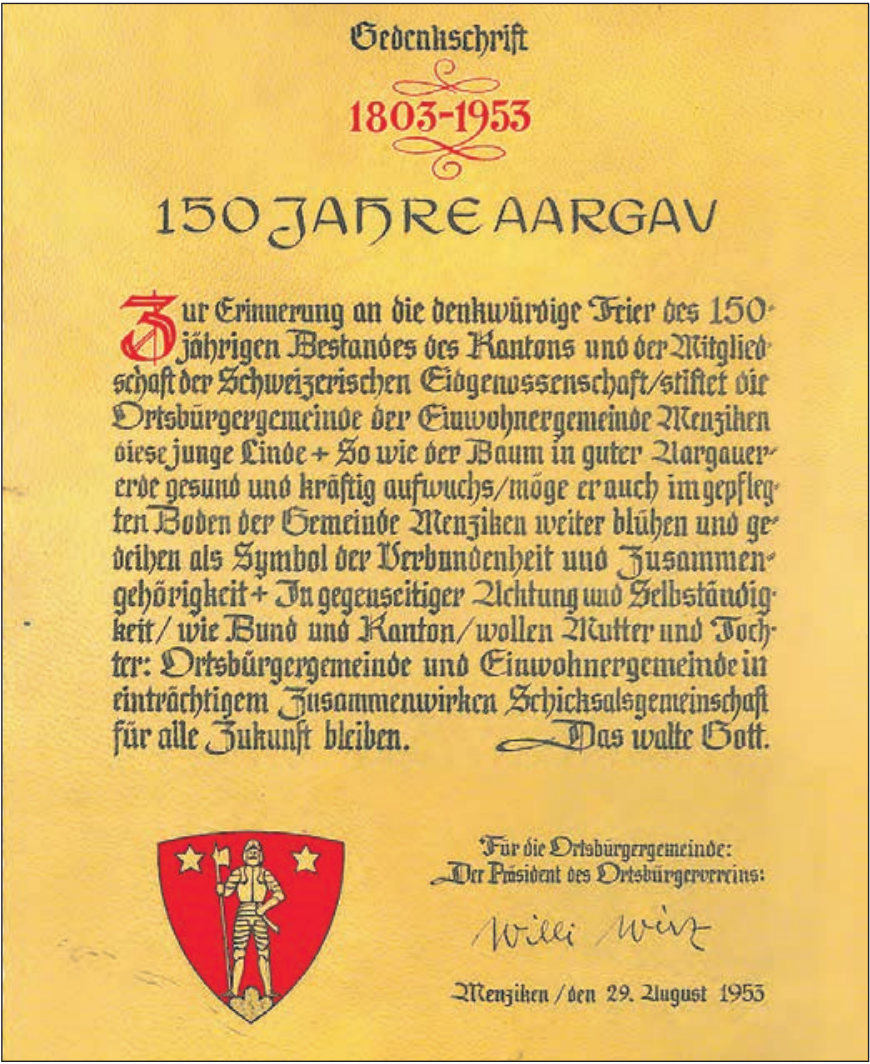 Gedenkschrift
1803-1953
150 JAHRE AARGAU
Zur Erinnerung an die denkwürdige Feier des 150-
jährigen Bestandes des Kantons und der Mitglied-
schaft der Schweizerischen Eidgenossenschaft/stiftet die
Ortsbürgergemeinde der Einwohnergemeinde Menziken
diese junge Linde + So wie der Baum in guter Aargauer-
erde gesund und kräftig aufwuchs/möge er auch im gepfleg-
ten Boden der Gemeinde Menziken weiter blühen und ge-
deihen als Symbol der Verbundenheit und Zusammen-
gehörigkeit + In gegenseitiger Achtung und Selbständig-
keit/ wie Bund und Kanton/wollen Mutter und Toch-
ter: Ortsbürgergemeinde und Einwohnergemeinde in
einträchtigem Zusammenwirken Schicksalsgemeinschaft
für alle Zukunft bleiben. Das walte Gott.
Für die Ortsbürgergemeinde:
Der Präsident des Ortsbürgervereins:
Willi Wirz
Menziken/den 29. August 1953